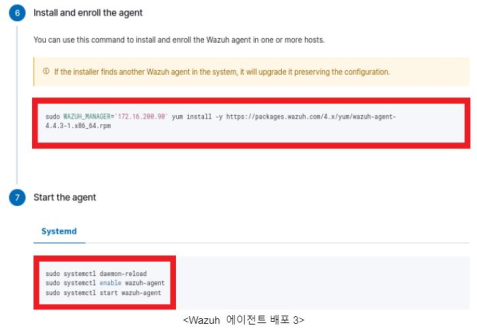 6 Install and enroll the agent
You can use this command to install and enroll the Wazuh agent in one or more hosts.
If the installer finds another Wazuh agent in the system, it will upgrade it preserving the configuration.
sudo WAZUH_MANAGER='172.16.200.90' yum install -y https://packages.wazuh.com/4.x/yum/wazuh-agent-
4.4.3-1.x86_64.rpm
7 Start the agent
Systemd
sudo systemctl daemon-reload
sudo systemctl enable wazuh-agent
sudo systemctl start wazuh-agent
<Wazuh 에이전트 배포 3>